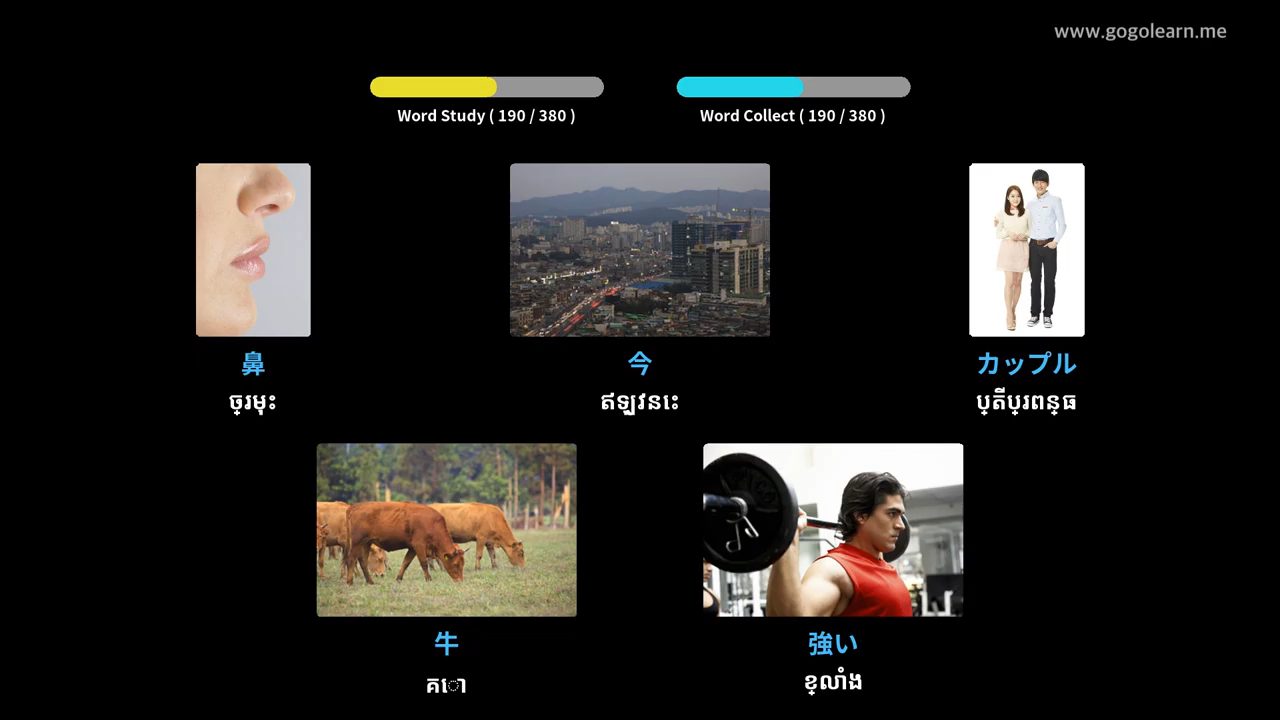 www.gogolearn.me
Word Study ( 190 / 380 )
Word Collect ( 190 / 380 )
鼻
ច្រមុះ
今
ឥឡូវនេះ
カップル
ប្តីប្រពន្ធ
牛
គោ
強い
ខ្លាំង